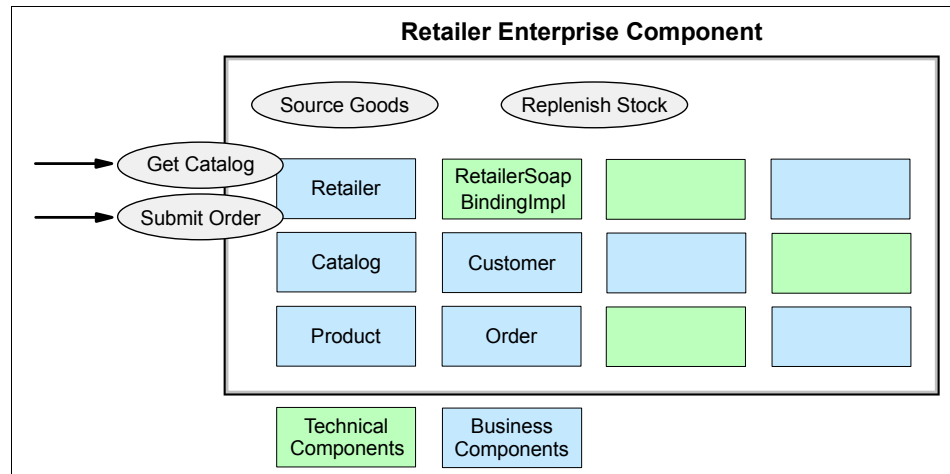 Retailer Enterprise Component
Source Goods
Replenish Stock
Get Catalog
Submit Order
Retailer
RetailerSoap
BindingImpl
Catalog
Customer
Product
Order
Technical
Components
Business
Components